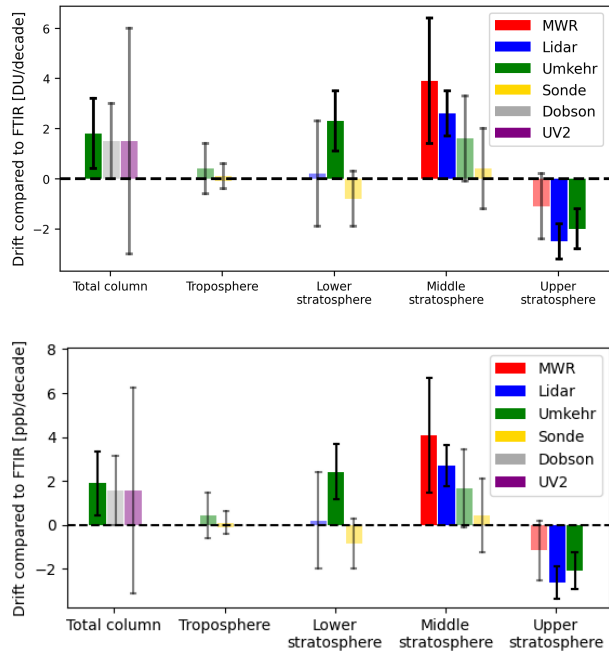 6
4
2
0
−2
Drift compared to FTIR [DU/decade]
MWR
Lidar
Umkehr
Sonde
Dobson
UV2
Total column
Troposphere
Lower
stratosphere
Middle
stratosphere
Upper
stratosphere
8
6
4
2
0
−2
Drift compared to FTIR [ppb/decade]
MWR
Lidar
Umkehr
Sonde
Dobson
UV2
Total column
Troposphere
Lower
stratosphere
Middle
stratosphere
Upper
stratosphere